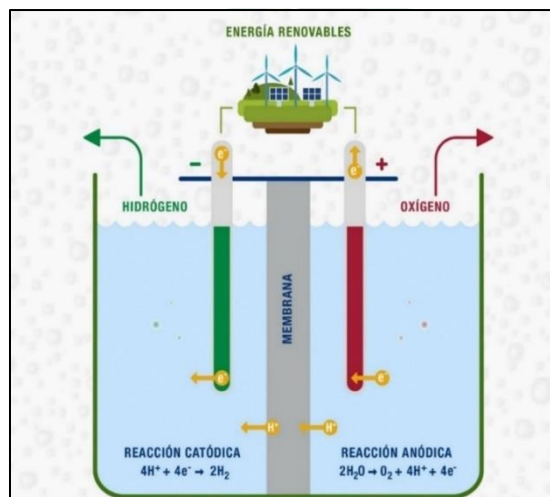 ENERGÍA RENOVABLES
e⁻
e⁻
- +
HIDRÓGENO
OXÍGENO
MEMBRANA
e⁻
e⁻
H⁺
H⁺
REACCIÓN CATÓDICA
4H⁺ + 4e⁻ → 2H₂
REACCIÓN ANÓDICA
2H₂O → O₂ + 4H⁺ + 4e⁻